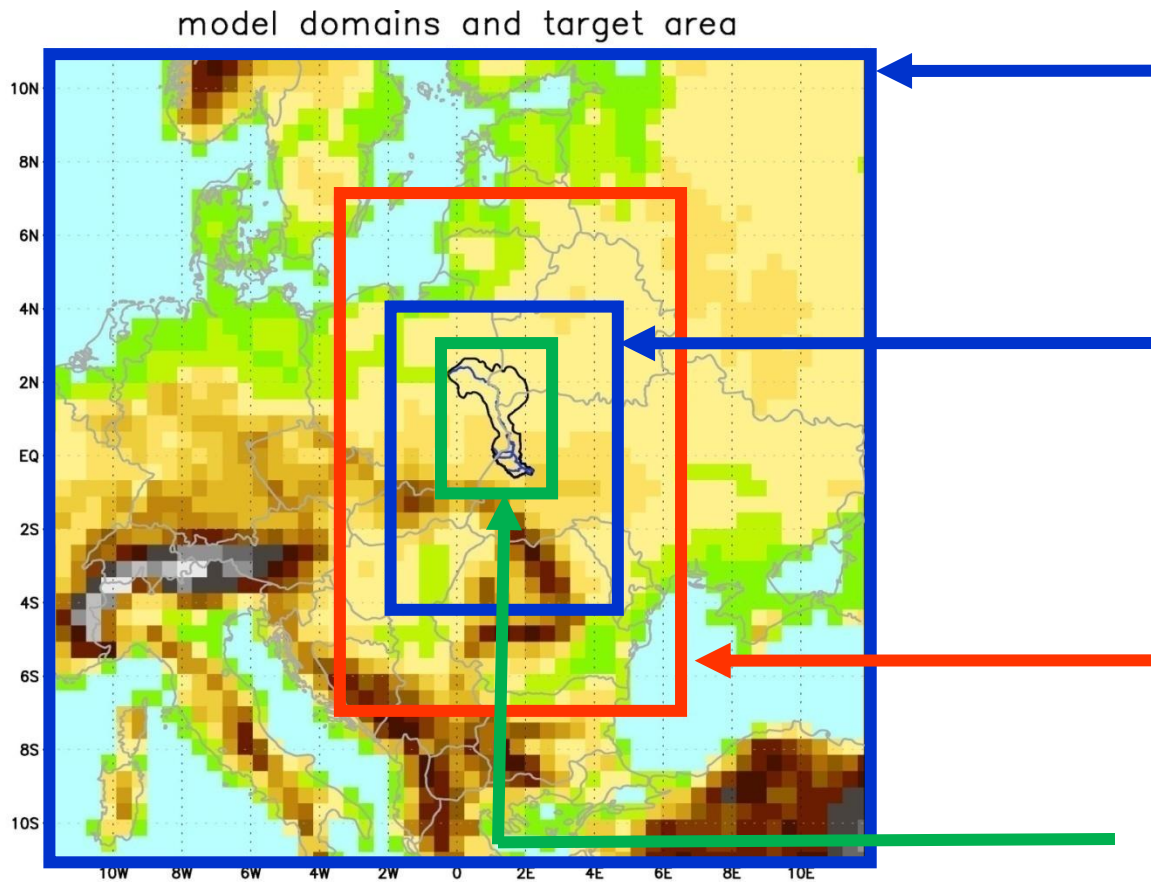 model domains and target area
10N
8N
6N
4N
2N
EQ
2S
4S
6S
8S
10S
10W 8W 6W 4W 2W 0 2E 4E 6E 8E 10E